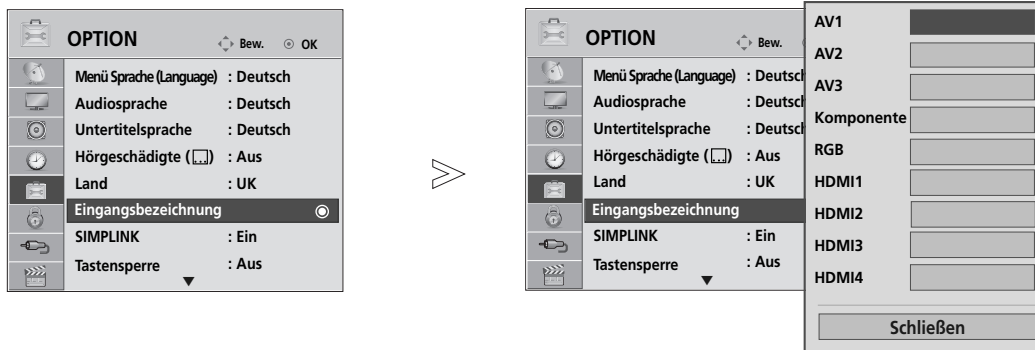 OPTION
Bew. OK
Menü Sprache (Language) : Deutsch
Audiosprache : Deutsch
Untertitelsprache : Deutsch
Hörgeschädigte ( ) : Aus
Land : UK
Eingangsbezeichnung
SIMPLINK : Ein
Tastensperre : Aus
OPTION
Bew.
Menü Sprache (Language) : Deutsch
Audiosprache : Deutsch
Untertitelsprache : Deutsch
Hörgeschädigte ( ) : Aus
Land : UK
Eingangsbezeichnung
SIMPLINK : Ein
Tastensperre : Aus
AV1
AV2
AV3
Komponente
RGB
HDMI1
HDMI2
HDMI3
HDMI4
Schließen